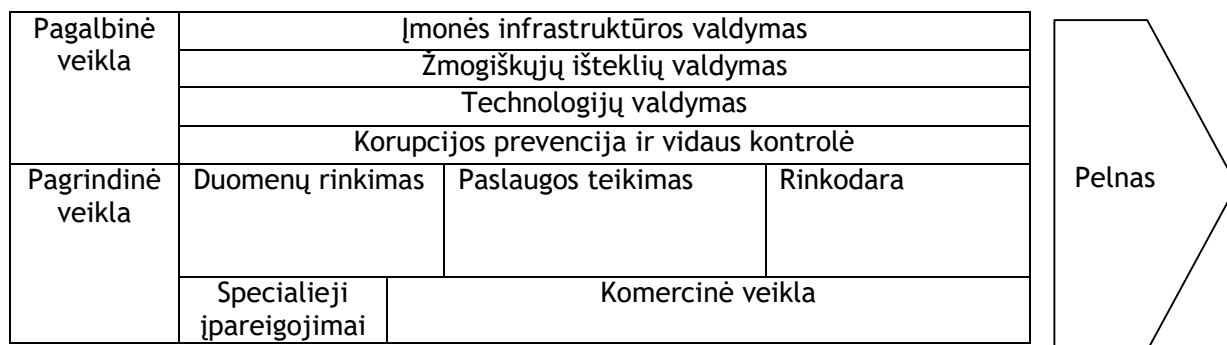 Pagalbinė
veikla
Įmonės infrastruktūros valdymas
Žmogiškųjų išteklių valdymas
Technologijų valdymas
Korupcijos prevencija ir vidaus kontrolė
Pagrindinė
veikla
Duomenų rinkimas
Paslaugos teikimas
Rinkodara
Specialieji
įpareigojimai
Komercinė veikla
Pelnas